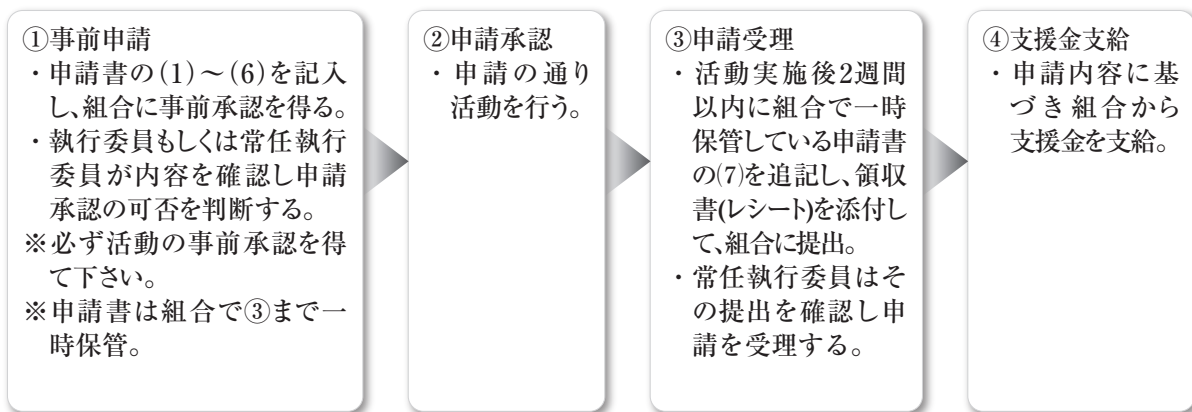 ①事前申請
・申請書の(1)～(6)を記入
し、組合に事前承認を得る。
・執行委員もしくは常任執行
委員が内容を確認し申請
承認の可否を判断する。
※必ず活動の事前承認を得
て下さい。
※申請書は組合で③まで一
時保管。
②申請承認
・申請の通り
活動を行う。
③申請受理
・活動実施後2週間
以内に組合で一時
保管している申請書
の(7)を追記し、領収
書(レシート)を添付し
て、組合に提出。
・常任執行委員はそ
の提出を確認し申
請を受理する。
④支援金支給
・申請内容に基
づき組合から
支援金を支給。